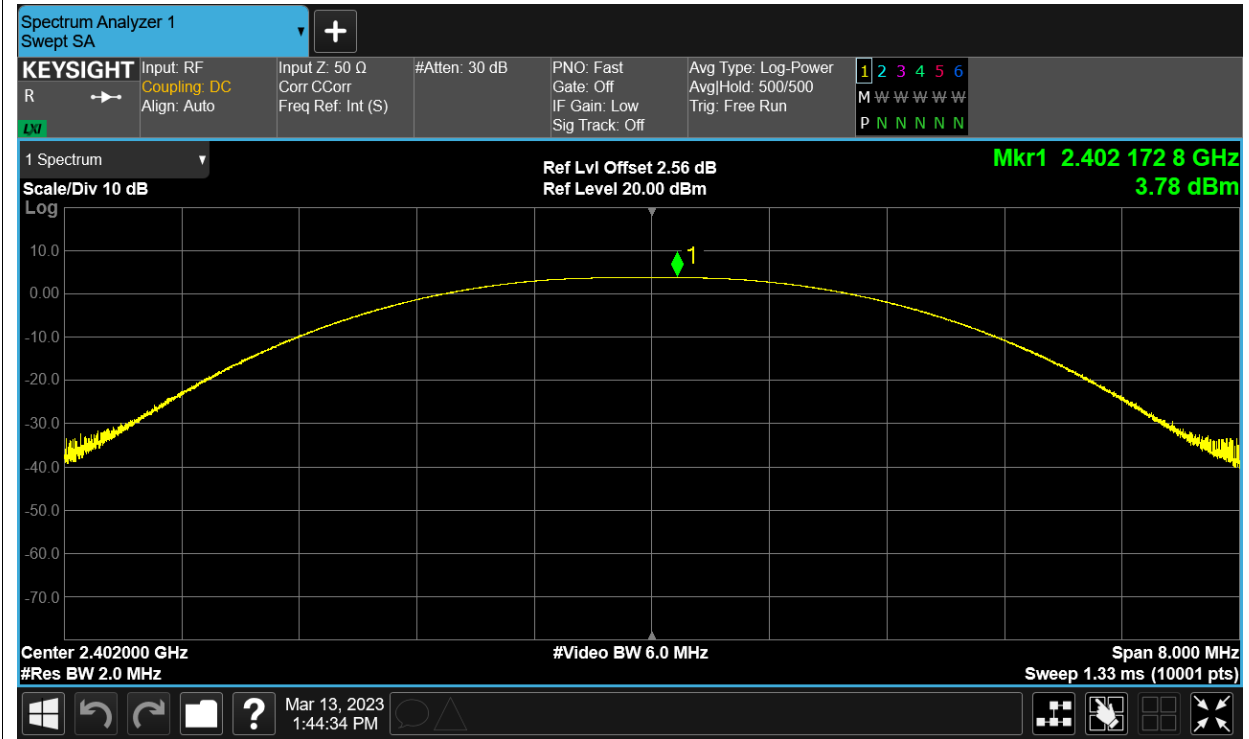 Spectrum Analyzer 1
Swept SA
KEYSIGHT
R
LXI
Input: RF
Coupling: DC
Align: Auto
Input Z: 50 Ω
Corr CCorr
Freq Ref: Int (S)
#Atten: 30 dB
PNO: Fast
Gate: Off
IF Gain: Low
Sig Track: Off
Avg Type: Log-Power
Avg|Hold: 500/500
Trig: Free Run
1 2 3 4 5 6
M W W W W W
P N N N N N
1 Spectrum
Scale/Div 10 dB
Ref Lvl Offset 2.56 dB
Ref Level 20.00 dBm
Mkr1 2.402 172 8 GHz
3.78 dBm
Log
10.0
0.00
-10.0
-20.0
-30.0
-40.0
-50.0
-60.0
-70.0
1
Center 2.402000 GHz
#Res BW 2.0 MHz
#Video BW 6.0 MHz
Span 8.000 MHz
Sweep 1.33 ms (10001 pts)
?
Mar 13, 2023
1:44:34 PM